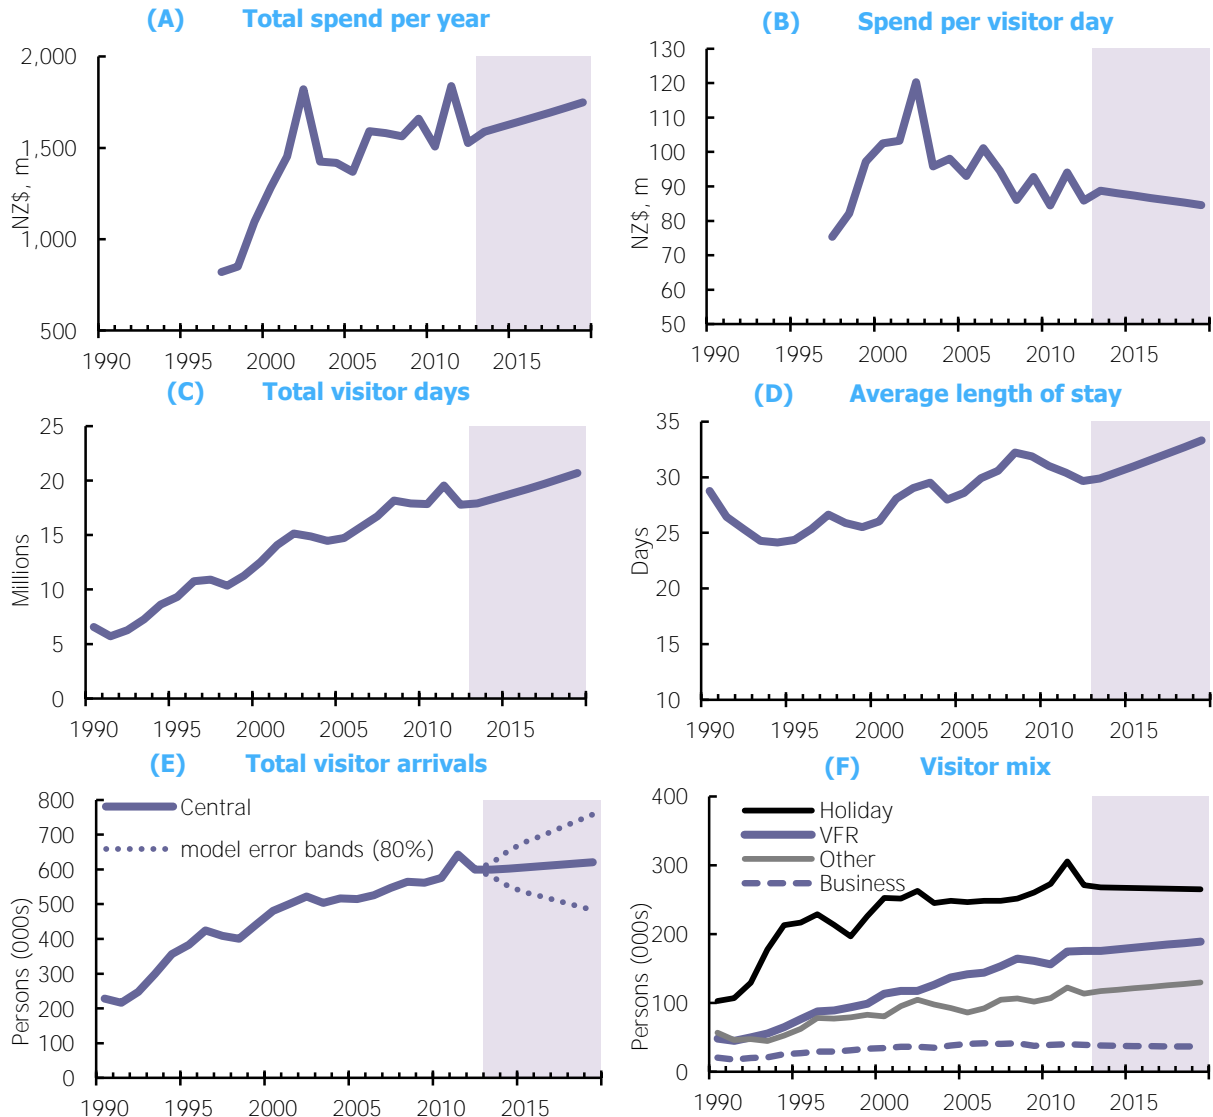 (A) Total spend per year
NZ$, m
2,000
1,500
1,000
500
1990 1995 2000 2005 2010 2015
(B) Spend per visitor day
NZ$, m
130
120
110
100
90
80
70
60
50
1990 1995 2000 2005 2010 2015
(C) Total visitor days
Millions
25
20
15
10
5
0
1990 1995 2000 2005 2010 2015
(D) Average length of stay
Days
35
30
25
20
15
10
1990 1995 2000 2005 2010 2015
(E) Total visitor arrivals
Persons (000s)
800
700
600
500
400
300
200
100
0
Central
model error bands (80%)
1990 1995 2000 2005 2010 2015
(F) Visitor mix
Persons (000s)
400
300
200
100
0
Holiday
VFR
Other
Business
1990 1995 2000 2005 2010 2015